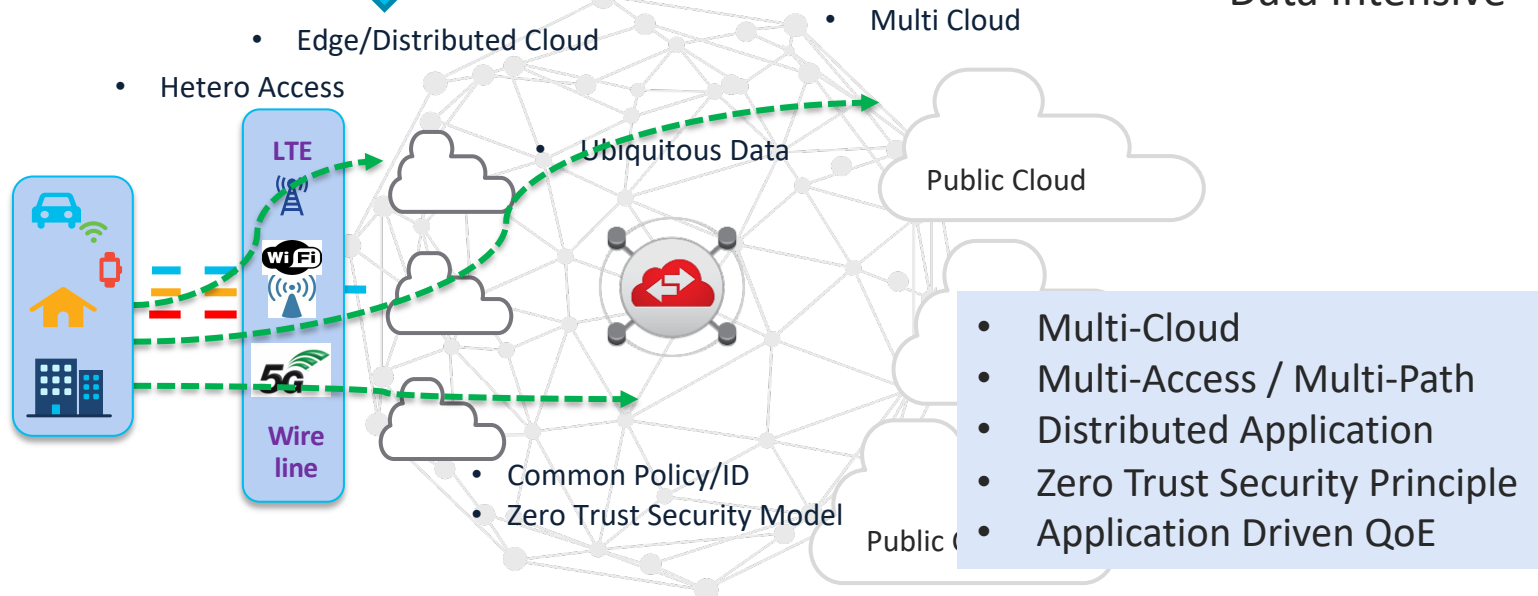 Data Intensive
• Multi Cloud
• Edge/Distributed Cloud
• Hetero Access
LTE
• Ubiquitous Data
Public Cloud
Wi Fi
5G
Wire
line
• Common Policy/ID
• Zero Trust Security Model
Public
• Multi-Cloud
• Multi-Access / Multi-Path
• Distributed Application
• Zero Trust Security Principle
• Application Driven QoE